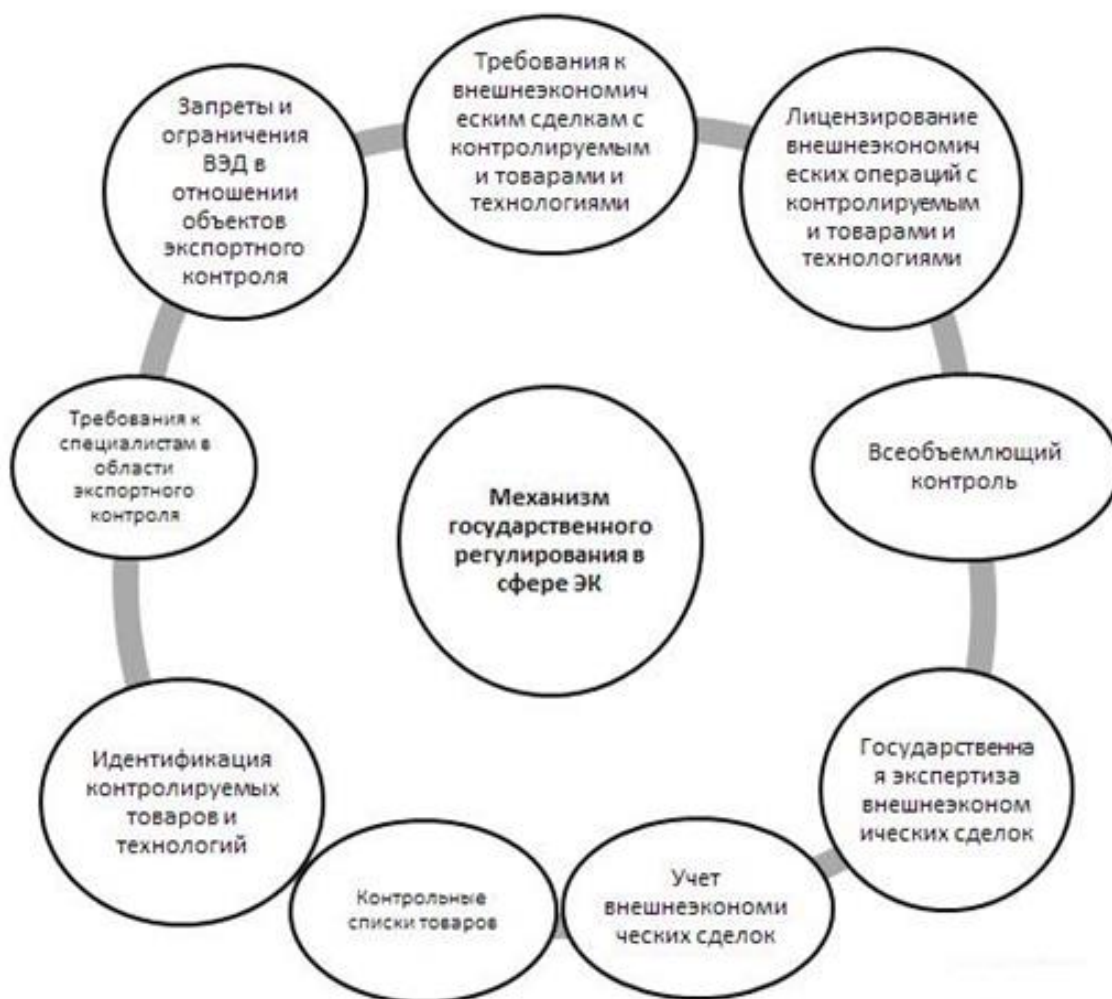 Требования к
внешнеэкономич
еским сделкам с
контролируемым
и товарами и
технологиями
Лицензирование
внешнеэкономич
еских операций с
контролируемым
и товарами и
технологиями
Всеобъемлющий
контроль
Государственна
я экспертиза
внешнеэконом
ических сделок
Учет
внешнеэкономи
ческих сделок
Контрольные
списки товаров
Идентификация
контролируемых
товаров и
технологий
Требования к
специалистам в
области
экспортного
контроля
Запреты и
ограничения
ВЭД в
отношении
объектов
экспортного
контроля
Механизм
государственного
регулирования в
сфере ЭК